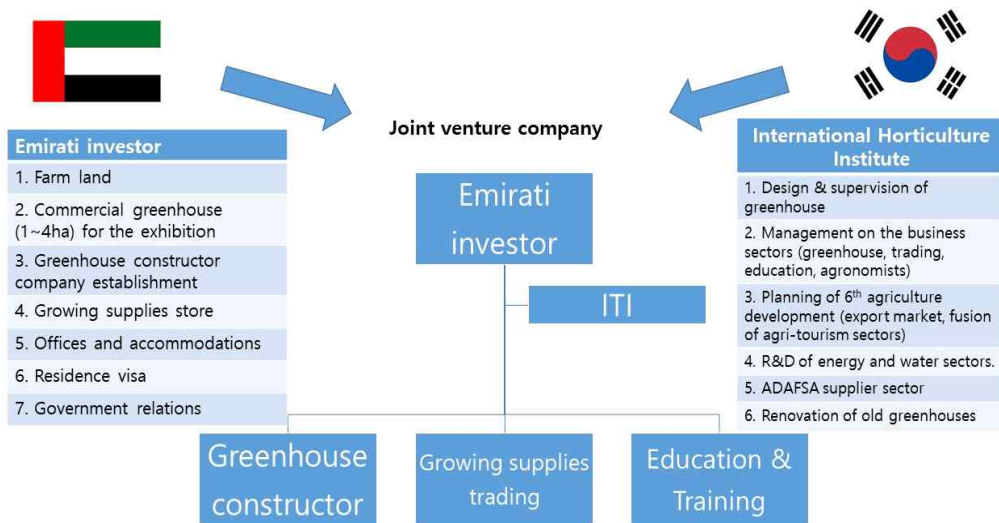 Joint venture company
Emirati investor
1. Farm land
2. Commercial greenhouse
(1~4ha) for the exhibition
3. Greenhouse constructor
company establishment
4. Growing supplies store
5. Offices and accommodations
6. Residence visa
7. Government relations
Emirati
investor
ITI
Greenhouse
constructor
Growing supplies
trading
Education &
Training
International Horticulture
Institute
1. Design & supervision of
greenhouse
2. Management on the business
sectors (greenhouse, trading,
education, agronomists)
3. Planning of 6th agriculture
development (export market, fusion
of agri-tourism sectors)
4. R&D of energy and water sectors.
5. ADAFSA supplier sector
6. Renovation of old greenhouses